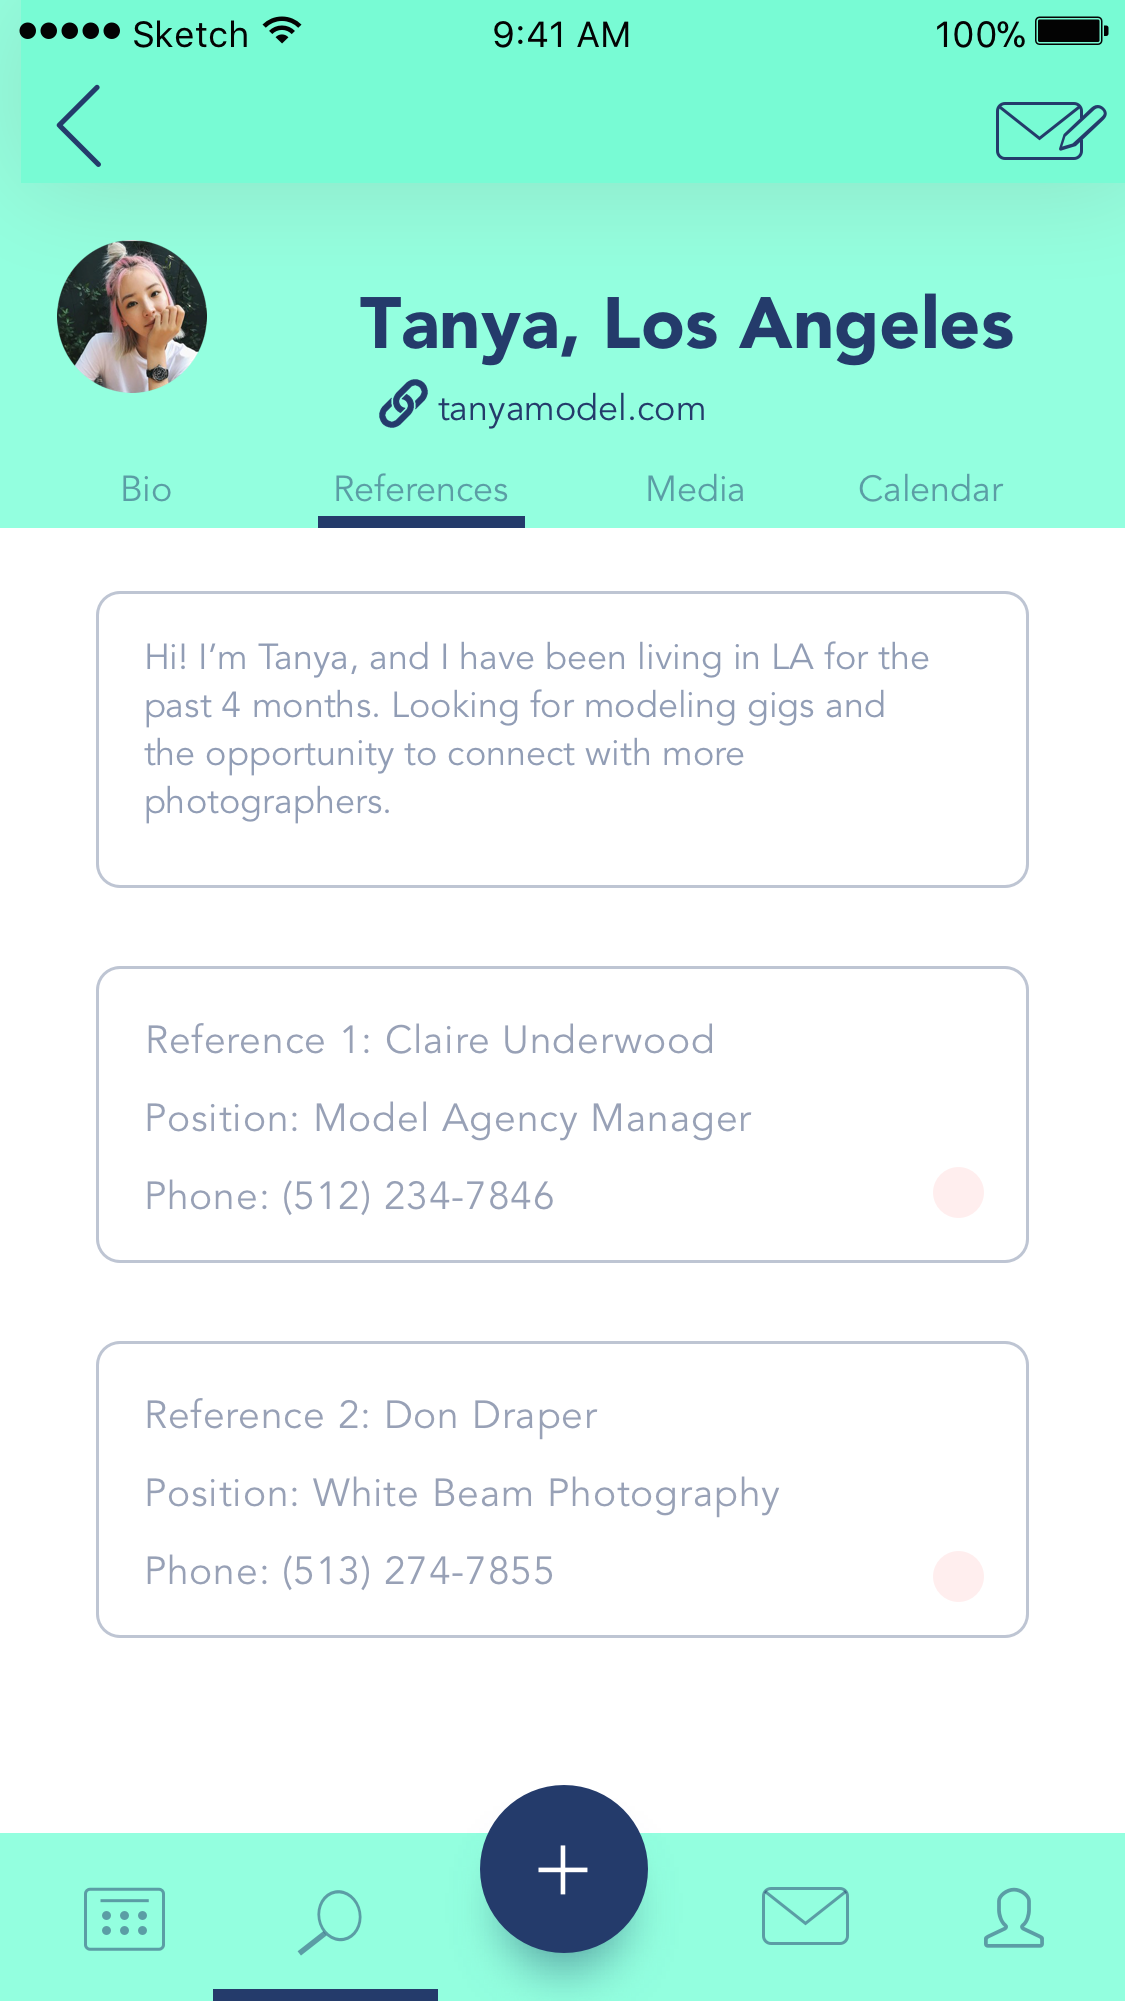 Sketch
9:41 AM
100%
Tanya, Los Angeles
tanyamodel.com
Bio
References
Media
Calendar
Hi! I’m Tanya, and I have been living in LA for the
past 4 months. Looking for modeling gigs and
the opportunity to connect with more
photographers.
Reference 1: Claire Underwood
Position: Model Agency Manager
Phone: (512) 234-7846
Reference 2: Don Draper
Position: White Beam Photography
Phone: (513) 274-7855